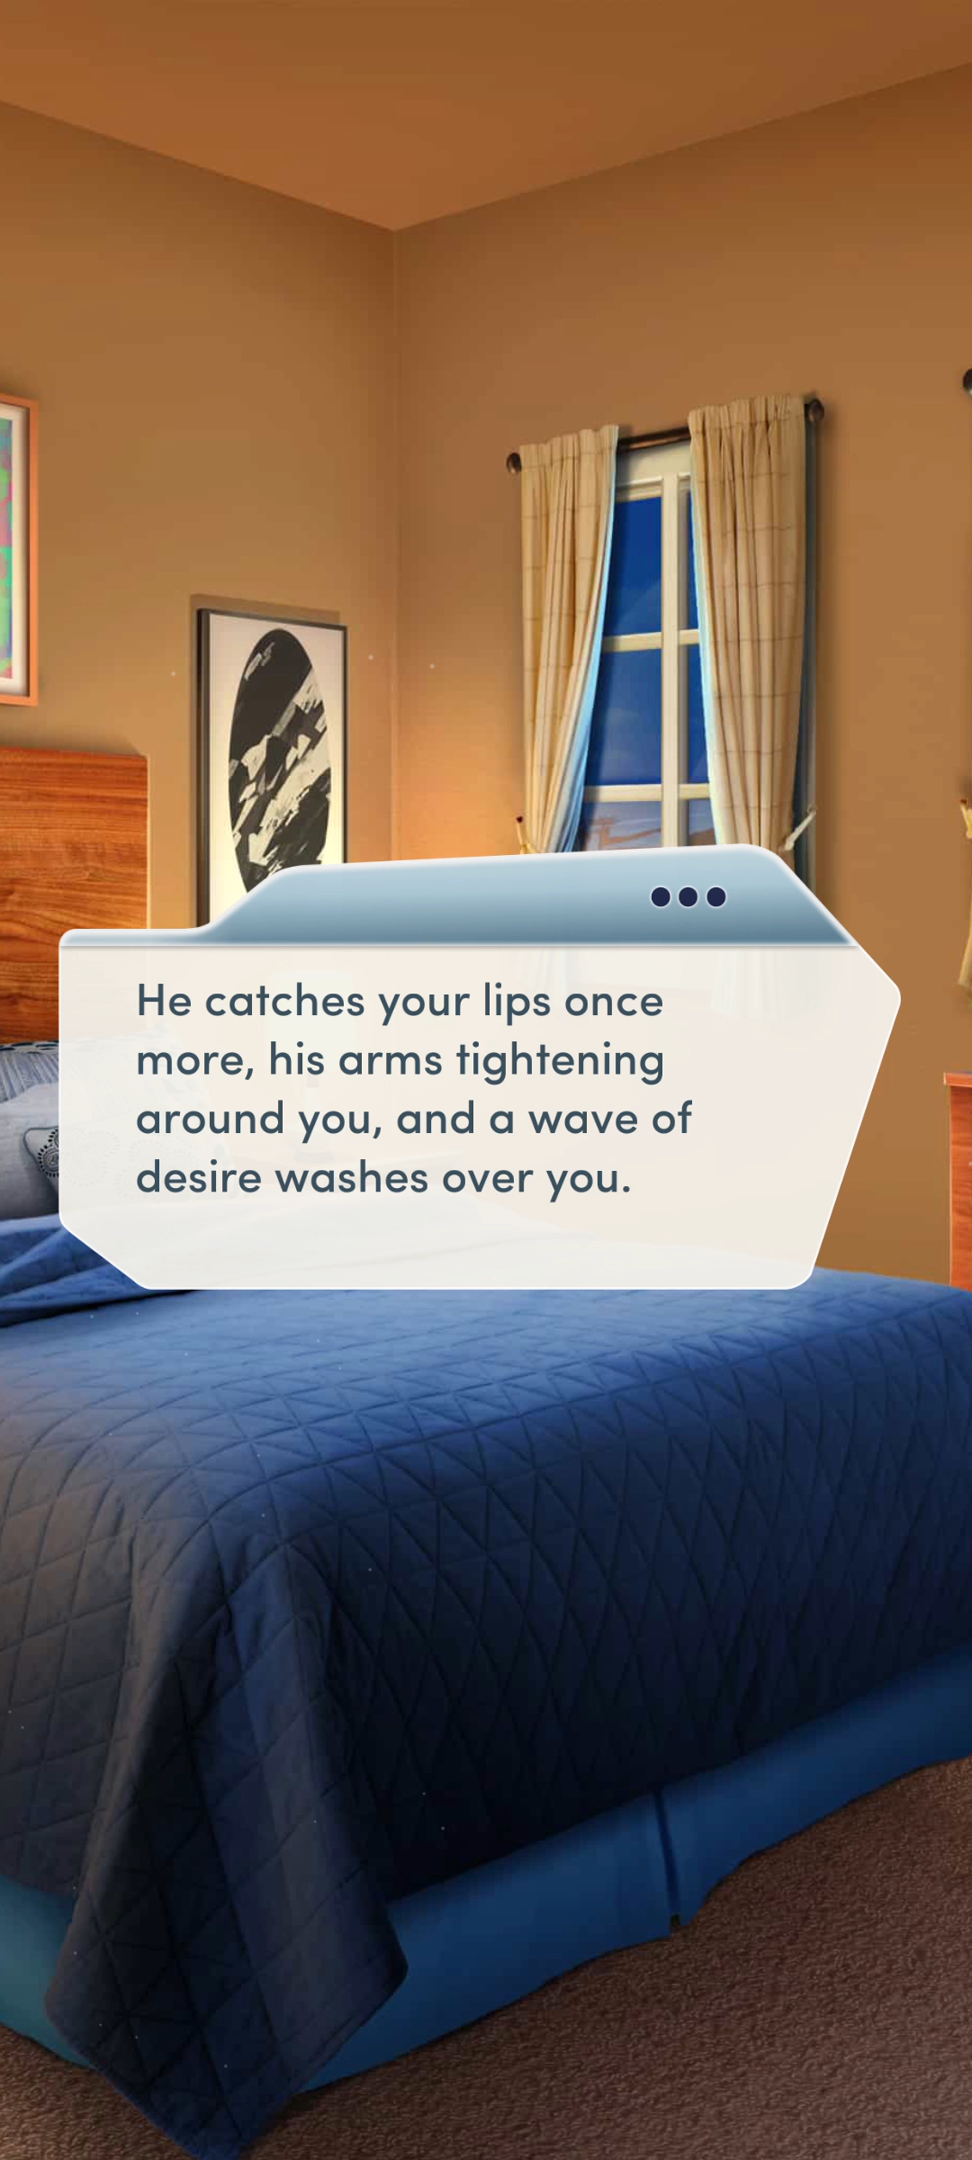 He catches your lips once
more, his arms tightening
around you, and a wave of
desire washes over you.